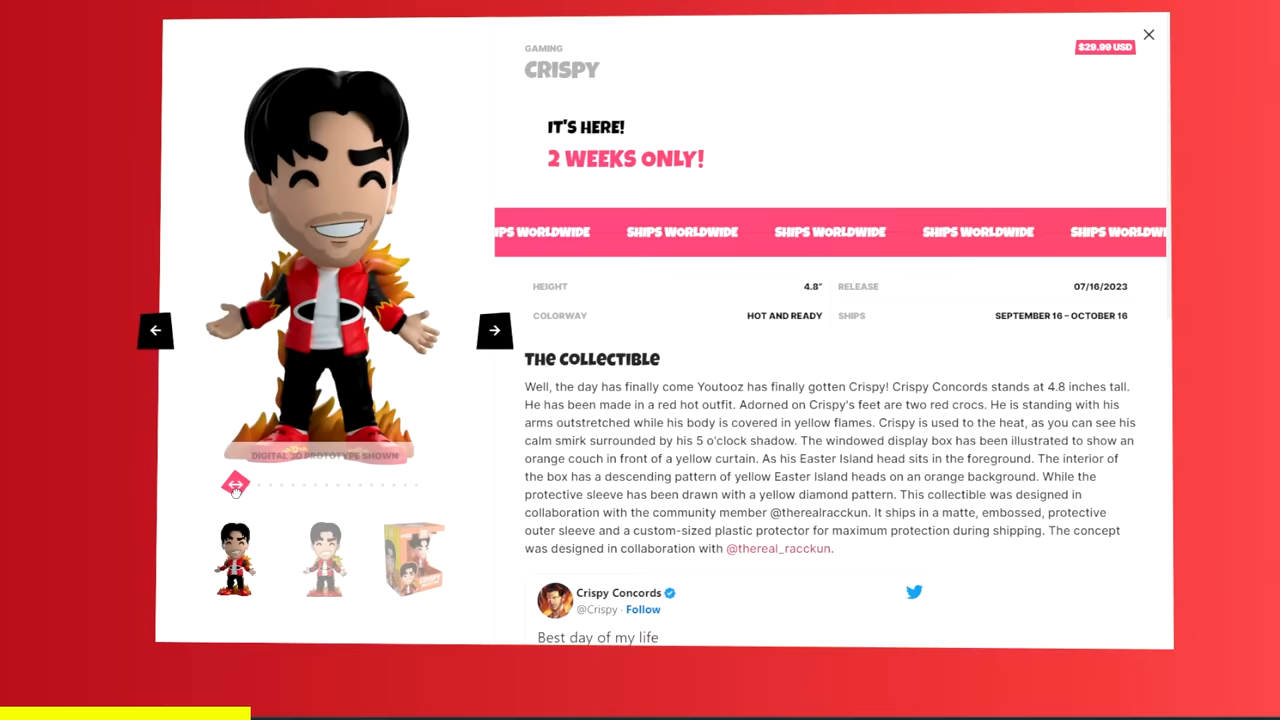 $29.99 USD
GAMING
CRISPY
IT'S HERE!
2 WEEKS ONLY!
IPS WORLDWIDE SHIPS WORLDWIDE SHIPS WORLDWIDE SHIPS WORLDWIDE SHIPS WORLDWI
HEIGHT 4.8" RELEASE 07/16/2023
COLORWAY HOT AND READY SHIPS SEPTEMBER 16 – OCTOBER 16
THE COLLECTIBLE
Well, the day has finally come Youtooz has finally gotten Crispy! Crispy Concords stands at 4.8 inches tall.
He has been made in a red hot outfit. Adorned on Crispy's feet are two red crocs. He is standing with his
arms outstretched while his body is covered in yellow flames. Crispy is used to the heat, as you can see his
calm smirk surrounded by his 5 o'clock shadow. The windowed display box has been illustrated to show an
orange couch in front of a yellow curtain. As his Easter Island head sits in the foreground. The interior of
the box has a descending pattern of yellow Easter Island heads on an orange background. While the
protective sleeve has been drawn with a yellow diamond pattern. This collectible was designed in
collaboration with the community member @therealracckun. It ships in a matte, embossed, protective
outer sleeve and a custom-sized plastic protector for maximum protection during shipping. The concept
was designed in collaboration with @thereal_racckun.
DIGITAL 3D PROTOTYPE SHOWN
Crispy Concords
@Crispy · Follow
Best day of my life